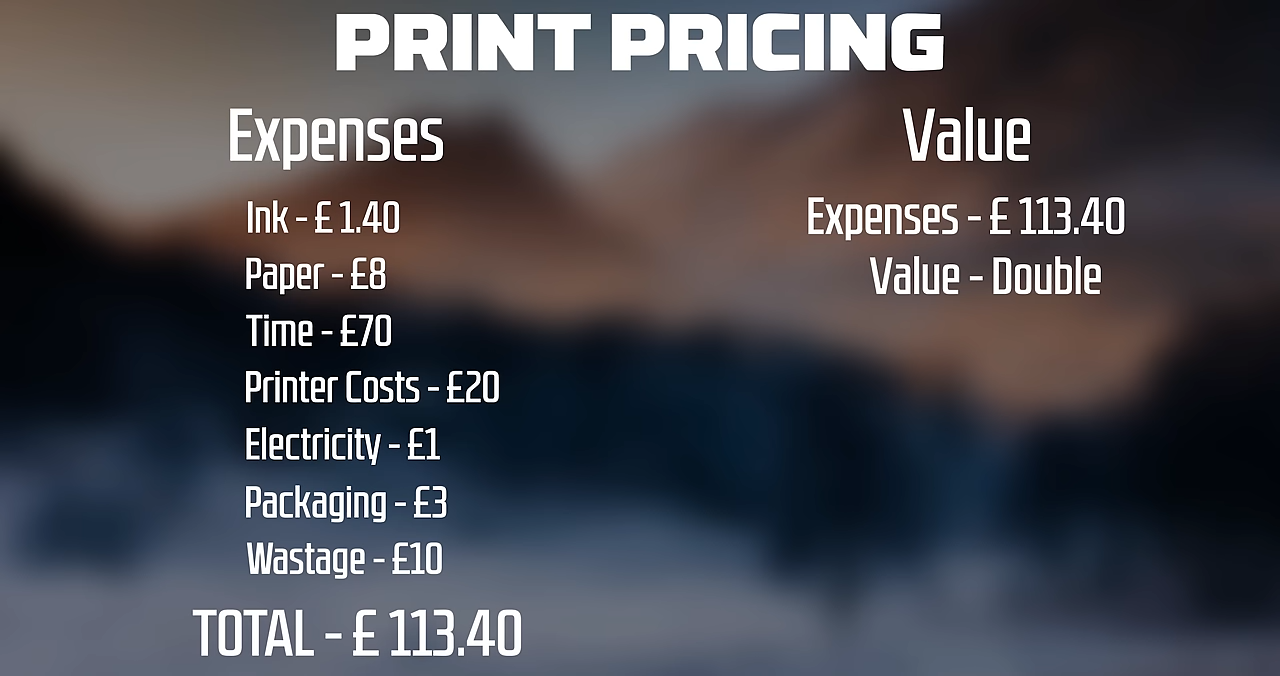 PRINT PRICING
Expenses
Ink - £ 1.40
Paper - £8
Time - £70
Printer Costs - £20
Electricity - £1
Packaging - £3
Wastage - £10
TOTAL - £ 113.40
Value
Expenses - £ 113.40
Value - Double